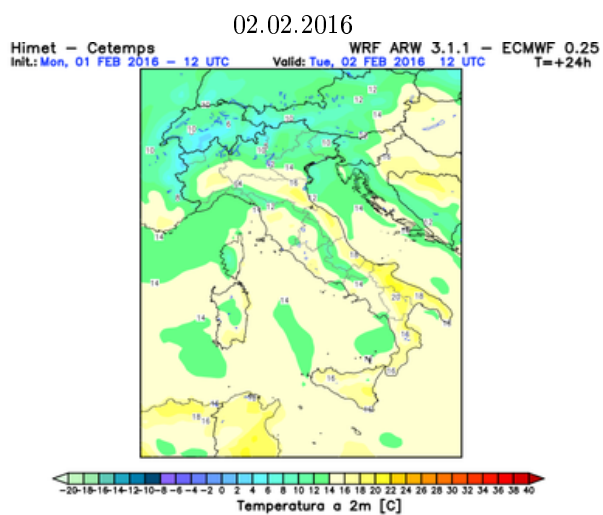 02.02.2016
Himet – Cetemps WRF ARW 3.1.1 – ECMWF 0.25
Init.: Mon, 01 FEB 2016 – 12 UTC Valid: Tue, 02 FEB 2016 12 UTC T=+24h
-20 -18 -16 -14 -12 -10 -8 -6 -4 -2 0 2 4 6 8 10 12 14 16 18 20 22 24 26 28 30 32 34 36 38 40
Temperatura a 2m [C]